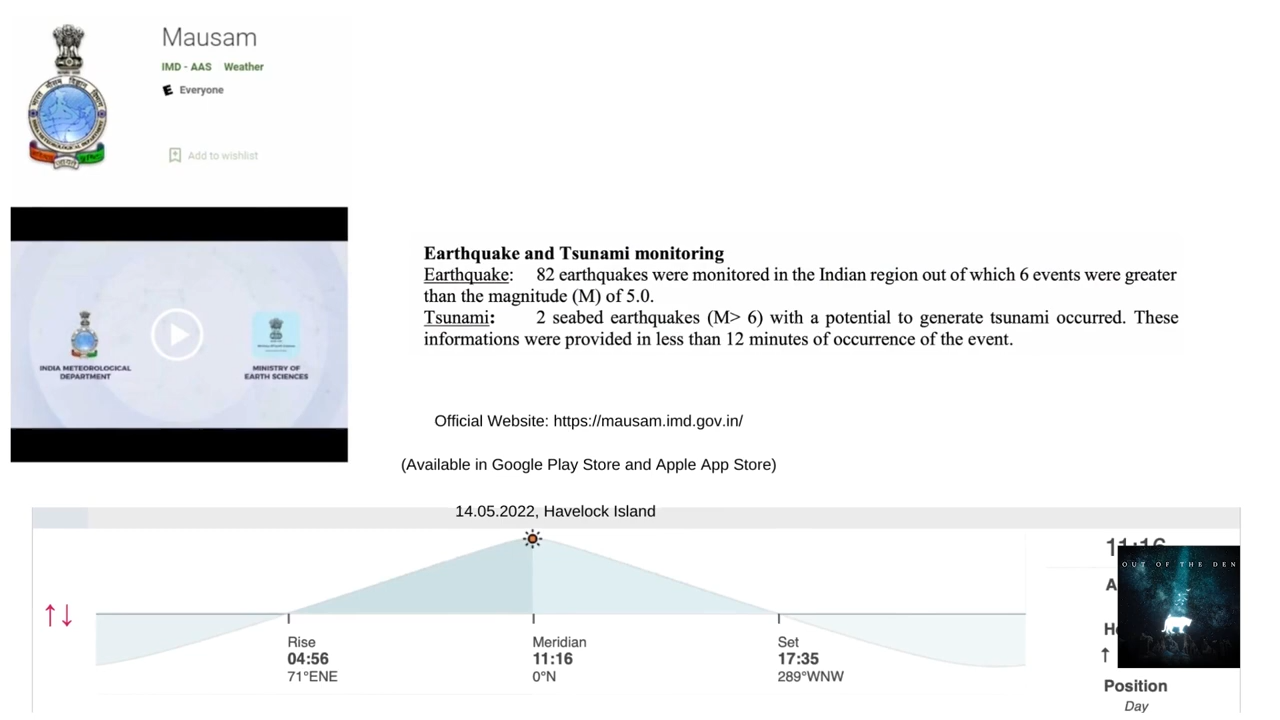 Mausam
IMD - AAS Weather
E Everyone
Add to wishlist
INDIA METEOROLOGICAL
DEPARTMENT
MINISTRY OF
EARTH SCIENCES
Earthquake and Tsunami monitoring
Earthquake: 82 earthquakes were monitored in the Indian region out of which 6 events were greater
than the magnitude (M) of 5.0.
Tsunami: 2 seabed earthquakes (M> 6) with a potential to generate tsunami occurred. These
informations were provided in less than 12 minutes of occurrence of the event.
Official Website: https://mausam.imd.gov.in/
(Available in Google Play Store and Apple App Store)
14.05.2022, Havelock Island
↑↓
Rise
04:56
71°ENE
Meridian
11:16
0°N
Set
17:35
289°WNW
11:16
OUT OF THE DEN
↑
Position
Day